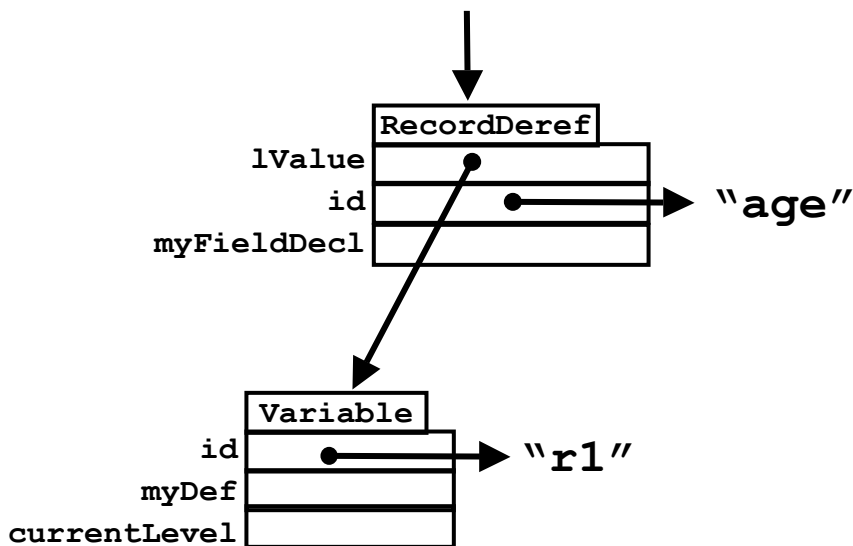 RecordDeref
lValue
id “age”
myFieldDecl
Variable
id “r1”
myDef
currentLevel